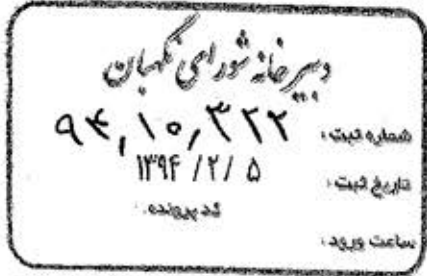 دبیرخانه شورای نگهبان
شماره ثبت: ۹۴,۱۰,۳۲۲
تاریخ ثبت: ۱۳۹۴/۲/۵
کد پرونده:
ساعت ورود: